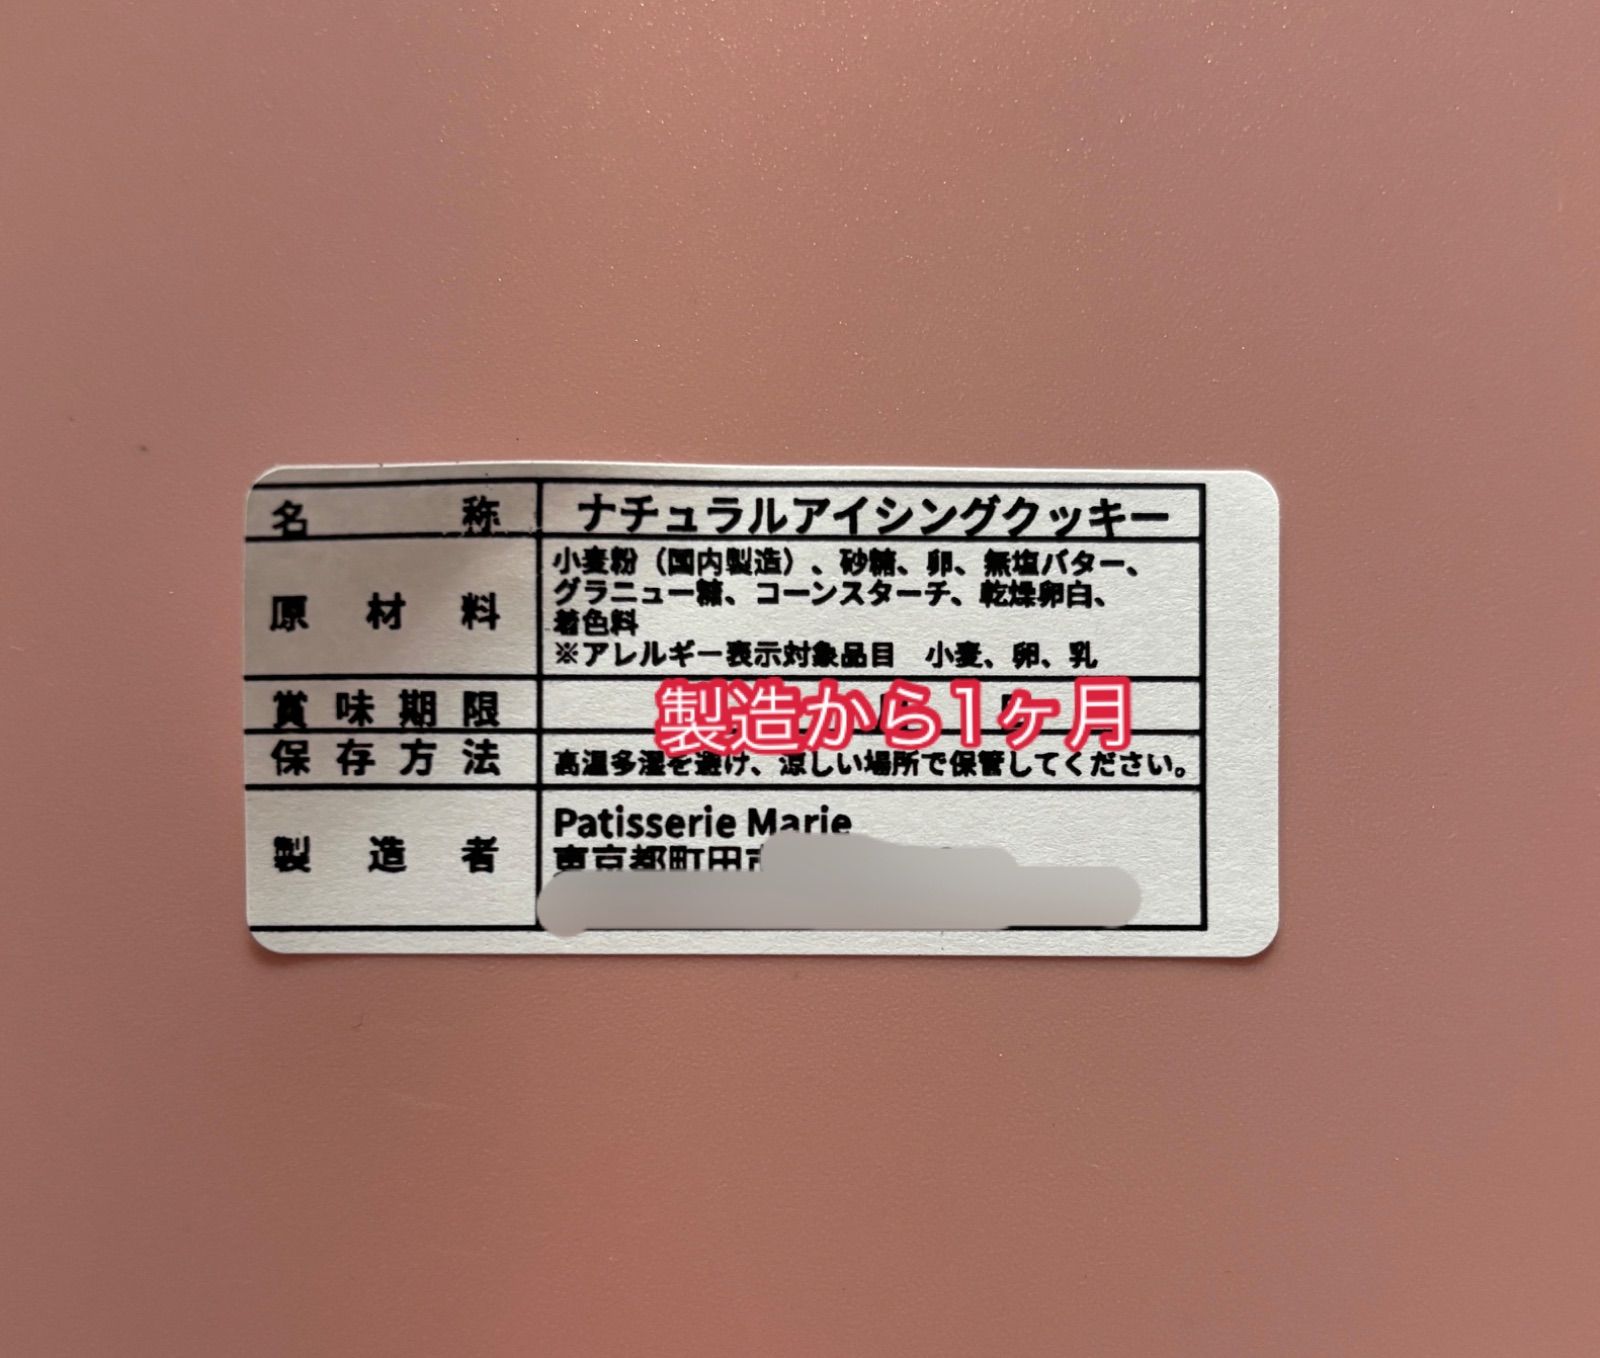 名称 ナチュラルアイシングクッキー
原材料 小麦粉（国内製造）、砂糖、卵、無塩バター、
グラニュー糖、コーンスターチ、乾燥卵白、
着色料
※アレルギー表示対象品目　小麦、卵、乳
賞味期限 製造から1ヶ月
保存方法 高温多湿を避け、涼しい場所で保管してください。
製造者 Patisserie Marie
東京都町田市